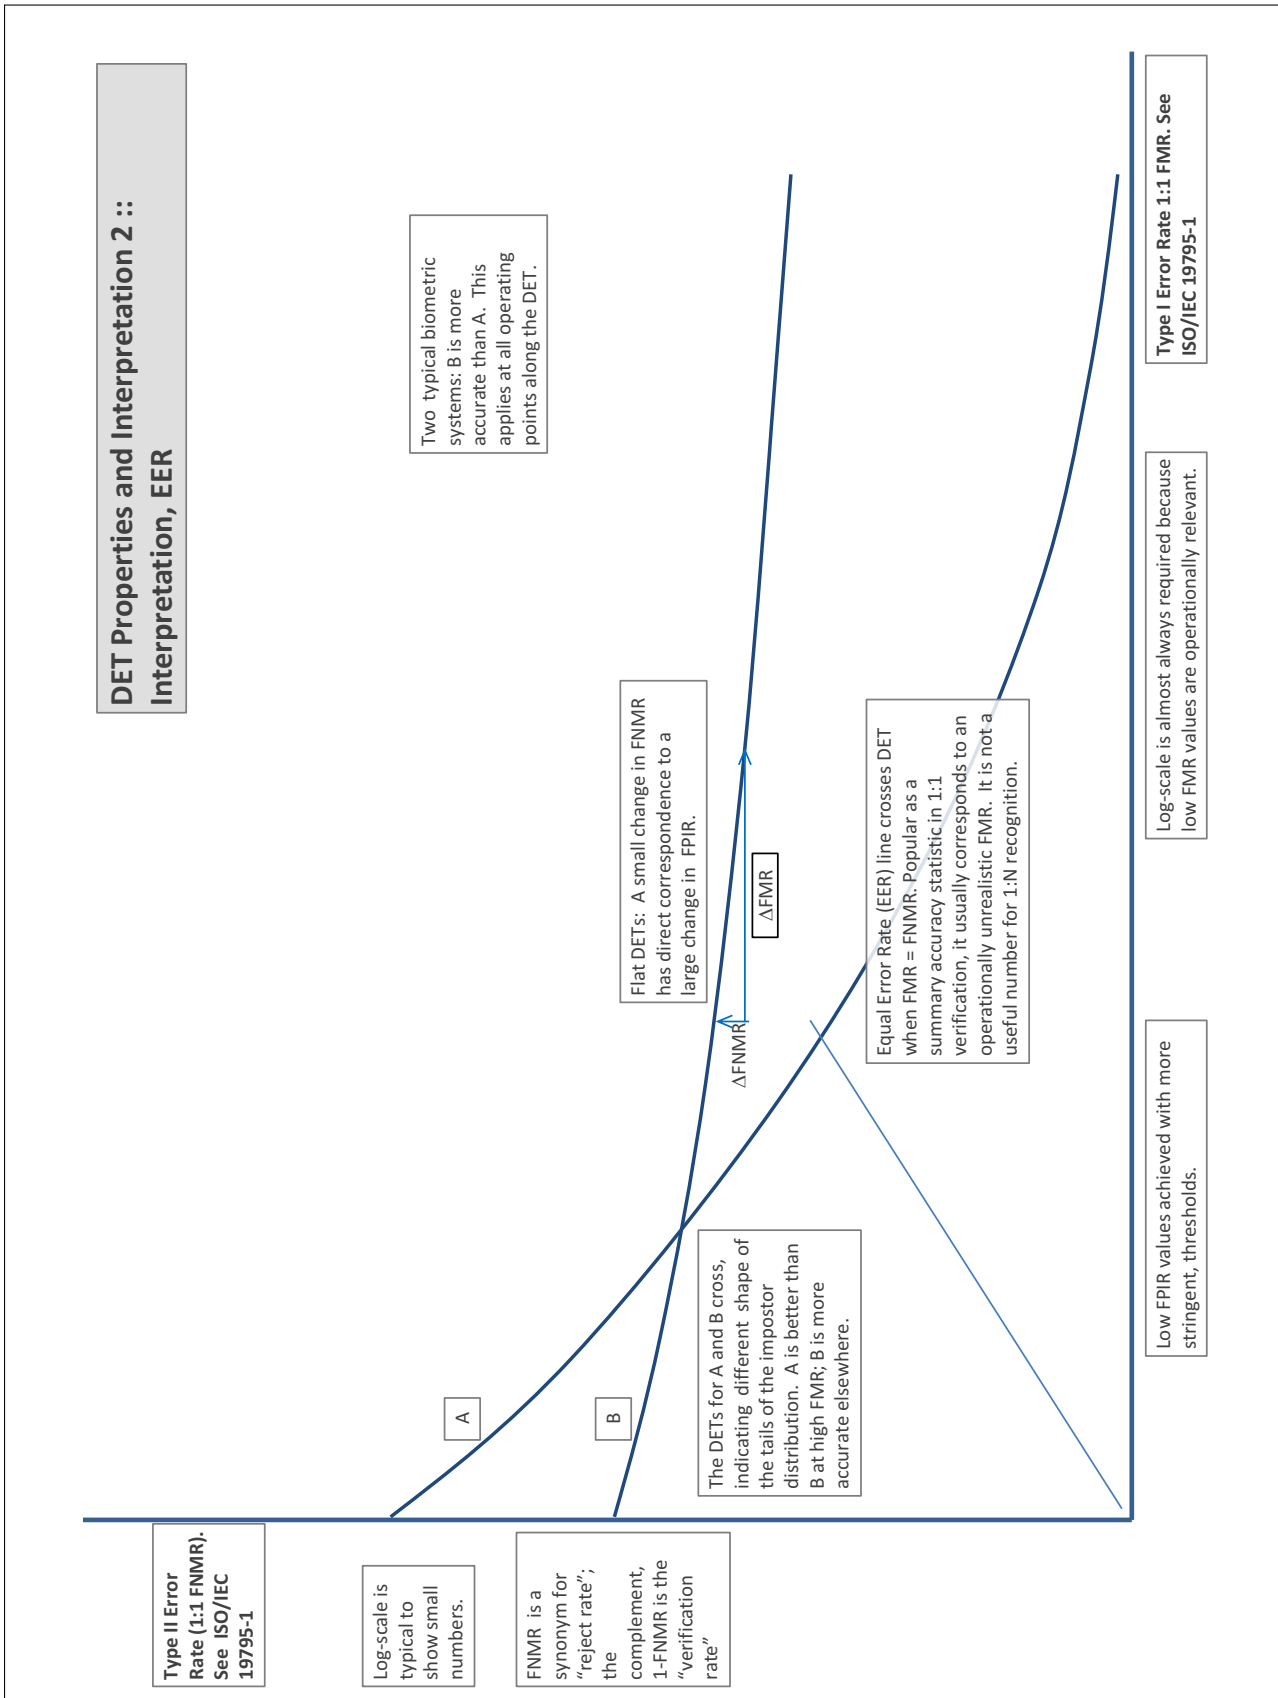 DET Properties and Interpretation 2 ::
Interpretation, EER
Type II Error
Rate (1:1 FNMR).
See ISO/IEC
19795-1
Log-scale is
typical to
show small
numbers.
FNMR is a
synonym for
“reject rate”;
the
complement,
1-FNMR is the
“verification
rate”
A
B
Two typical biometric
systems: B is more
accurate than A. This
applies at all operating
points along the DET.
Flat DETs: A small change in FNMR
has direct correspondence to a
large change in FPIR.
ΔFNMR
ΔFMR
The DETs for A and B cross,
indicating different shape of
the tails of the impostor
distribution. A is better than
B at high FMR; B is more
accurate elsewhere.
Equal Error Rate (EER) line crosses DET
when FMR = FNMR. Popular as a
summary accuracy statistic in 1:1
verification, it usually corresponds to an
operationally unrealistic FMR. It is not a
useful number for 1:N recognition.
Low FPIR values achieved with more
stringent, thresholds.
Log-scale is almost always required because
low FMR values are operationally relevant.
Type I Error Rate 1:1 FMR. See
ISO/IEC 19795-1